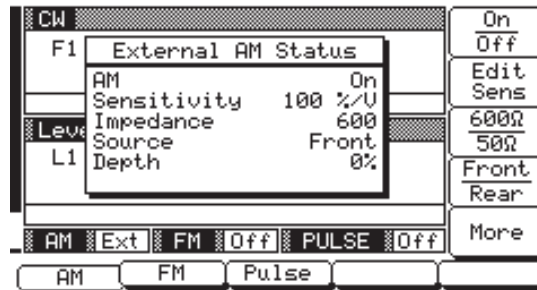 CW
F1
External AM Status
AM On
Sensitivity 100 %/V
Impedance 600
Source Front
Depth 0%
Leve
L1
AM Ext FM Off PULSE Off
On
Off
Edit
Sens
600Ω
50Ω
Front
Rear
More
AM FM Pulse